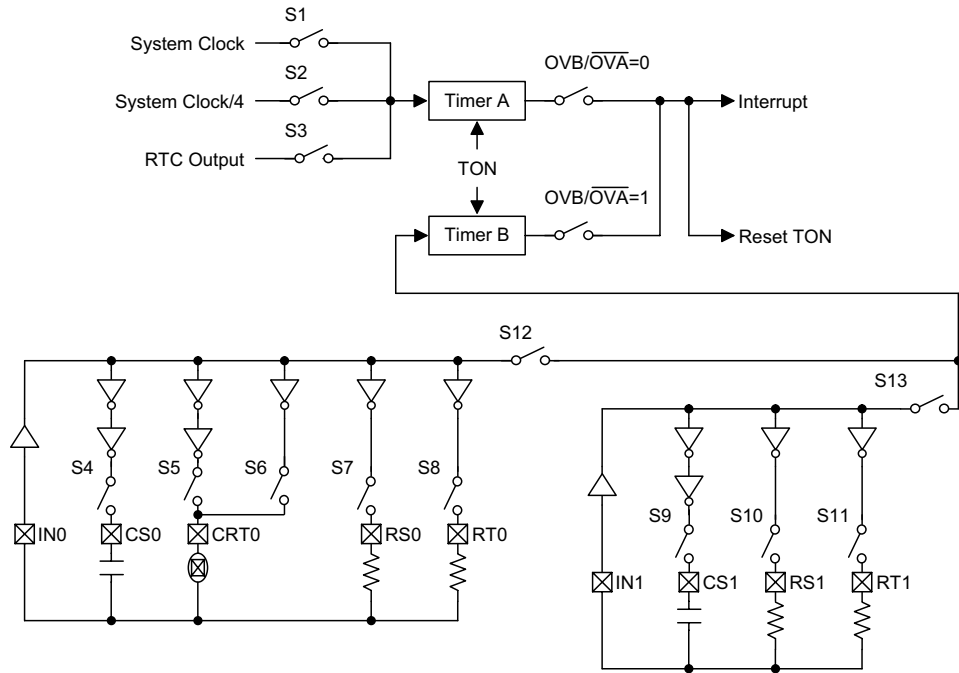 S1
System Clock
OVB/O̅V̅A̅=0
S2
System Clock/4
Timer A
Interrupt
S3
RTC Output
TON
OVB/O̅V̅A̅=1
Timer B
Reset TON
S12
S13
S4
S5
S6
S7
S8
IN0
CS0
CRT0
RS0
RT0
S9
S10
S11
IN1
CS1
RS1
RT1